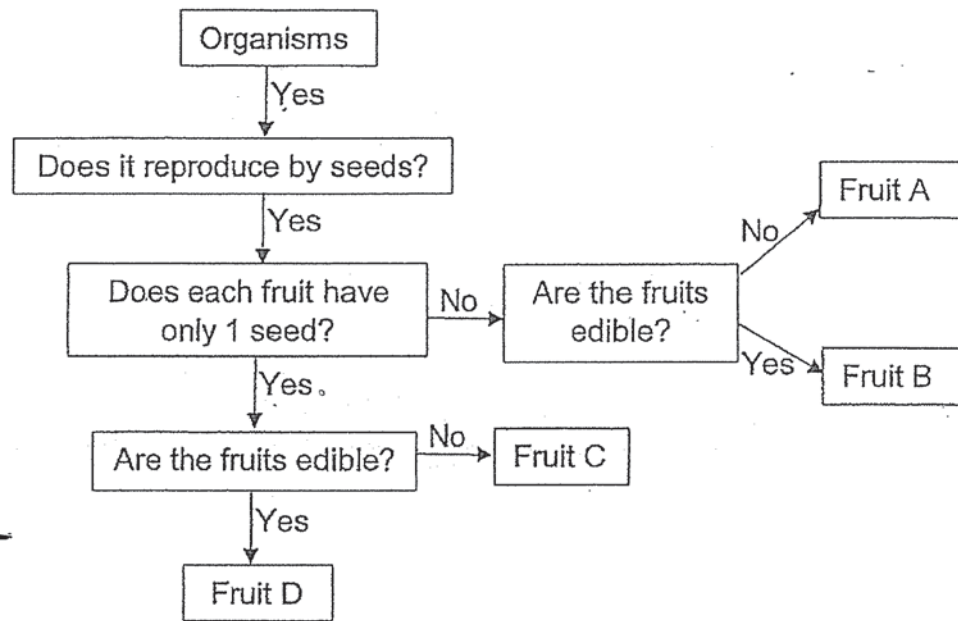 Organisms
Yes
Does it reproduce by seeds?
Yes
Does each fruit have
only 1 seed?
No
Are the fruits
edible?
No
Fruit A
Yes
Fruit B
Yes
Are the fruits edible?
No
Fruit C
Yes
Fruit D